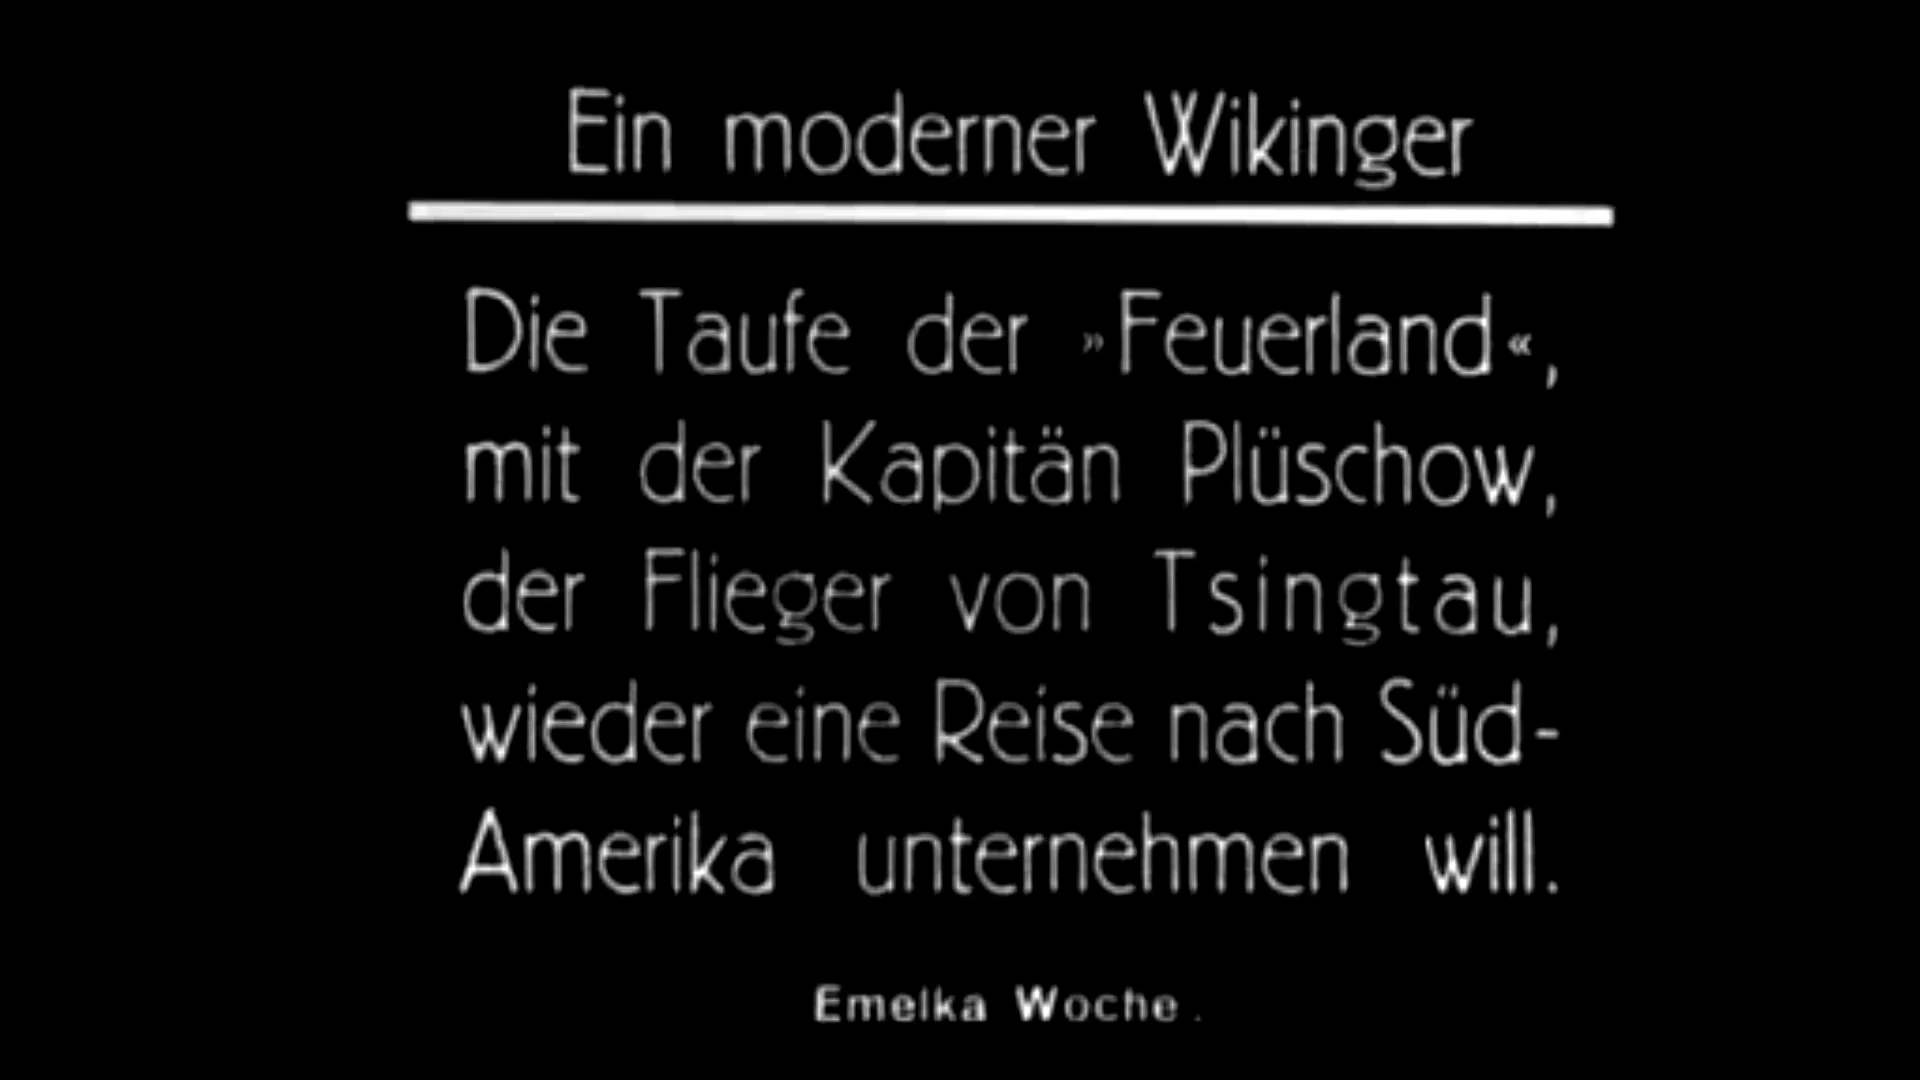 Ein moderner Wikinger
Die Taufe der »Feuerland«,
mit der Kapitän Plüschow,
der Flieger von Tsingtau,
wieder eine Reise nach Süd-
Amerika unternehmen will.
Emelka Woche.